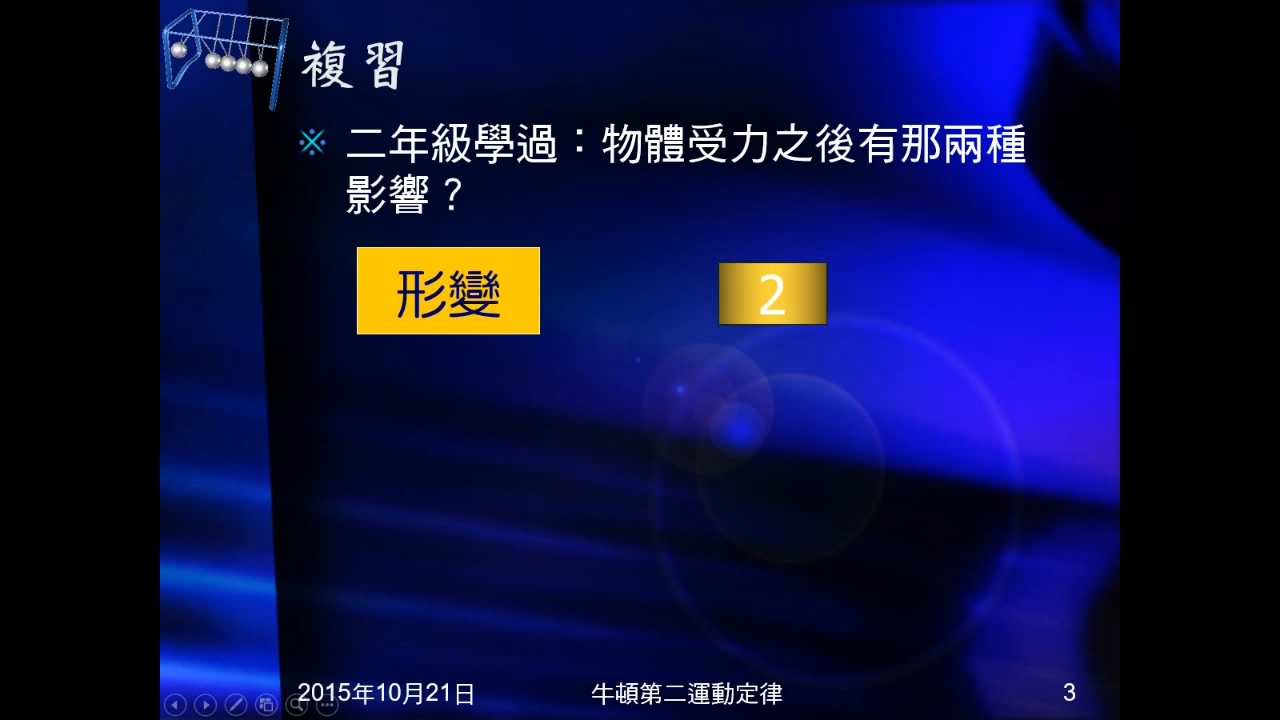 複習
※ 二年級學過：物體受力之後有那兩種
影響？
形變
2
2015年10月21日
牛頓第二運動定律
3